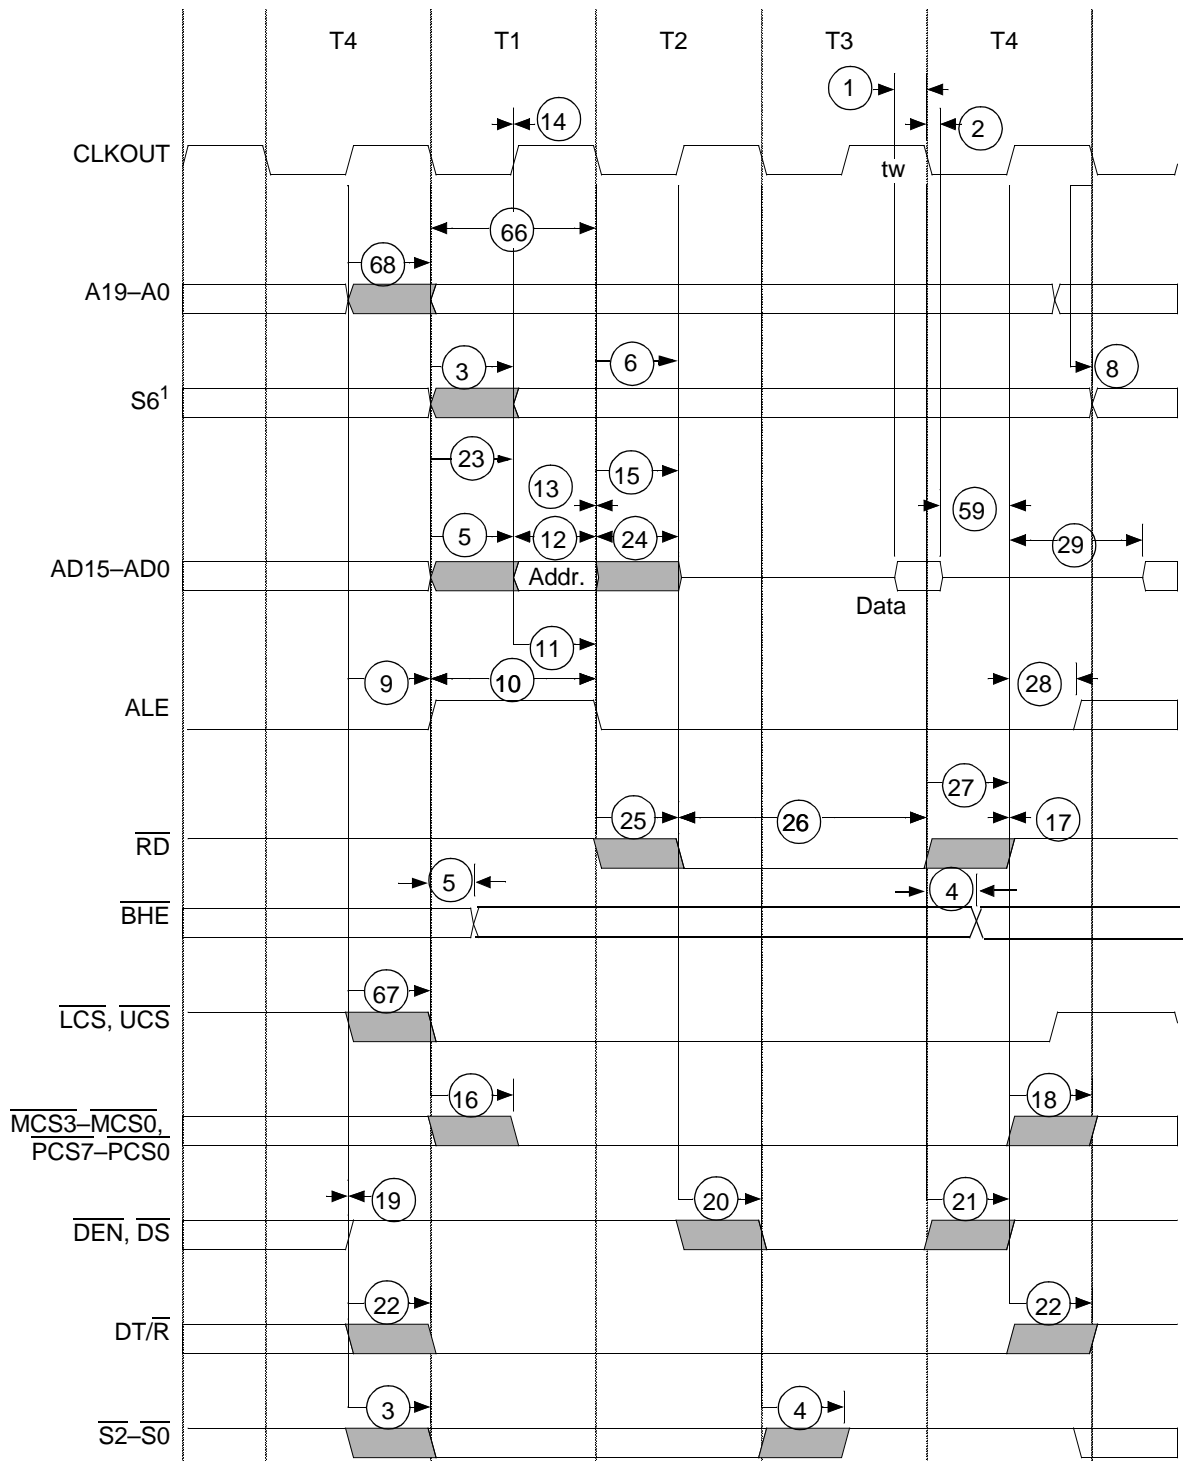 T4 T1 T2 T3 T4
1
14 2
CLKOUT
tw
66
68
A19–A0
3 6 8
S6¹
23
13 15
5 12 24 59 29
AD15–AD0
Addr.
Data
11
9 10 28
ALE
27
25 26 17
RD
5 4
BHE
67
LCS, UCS
16 18
MCS3–MCS0,
PCS7–PCS0
19 20 21
DEN, DS
22 22
DT/R
3 4
S2–S0